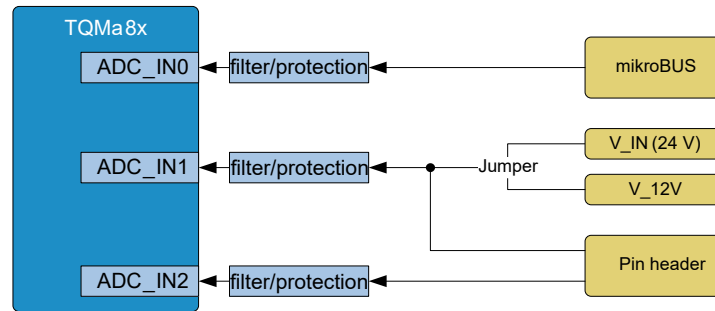 TQMa8x
ADC_IN0
filter/protection
mikroBUS
ADC_IN1
filter/protection
Jumper
V_IN (24 V)
V_12V
ADC_IN2
filter/protection
Pin header